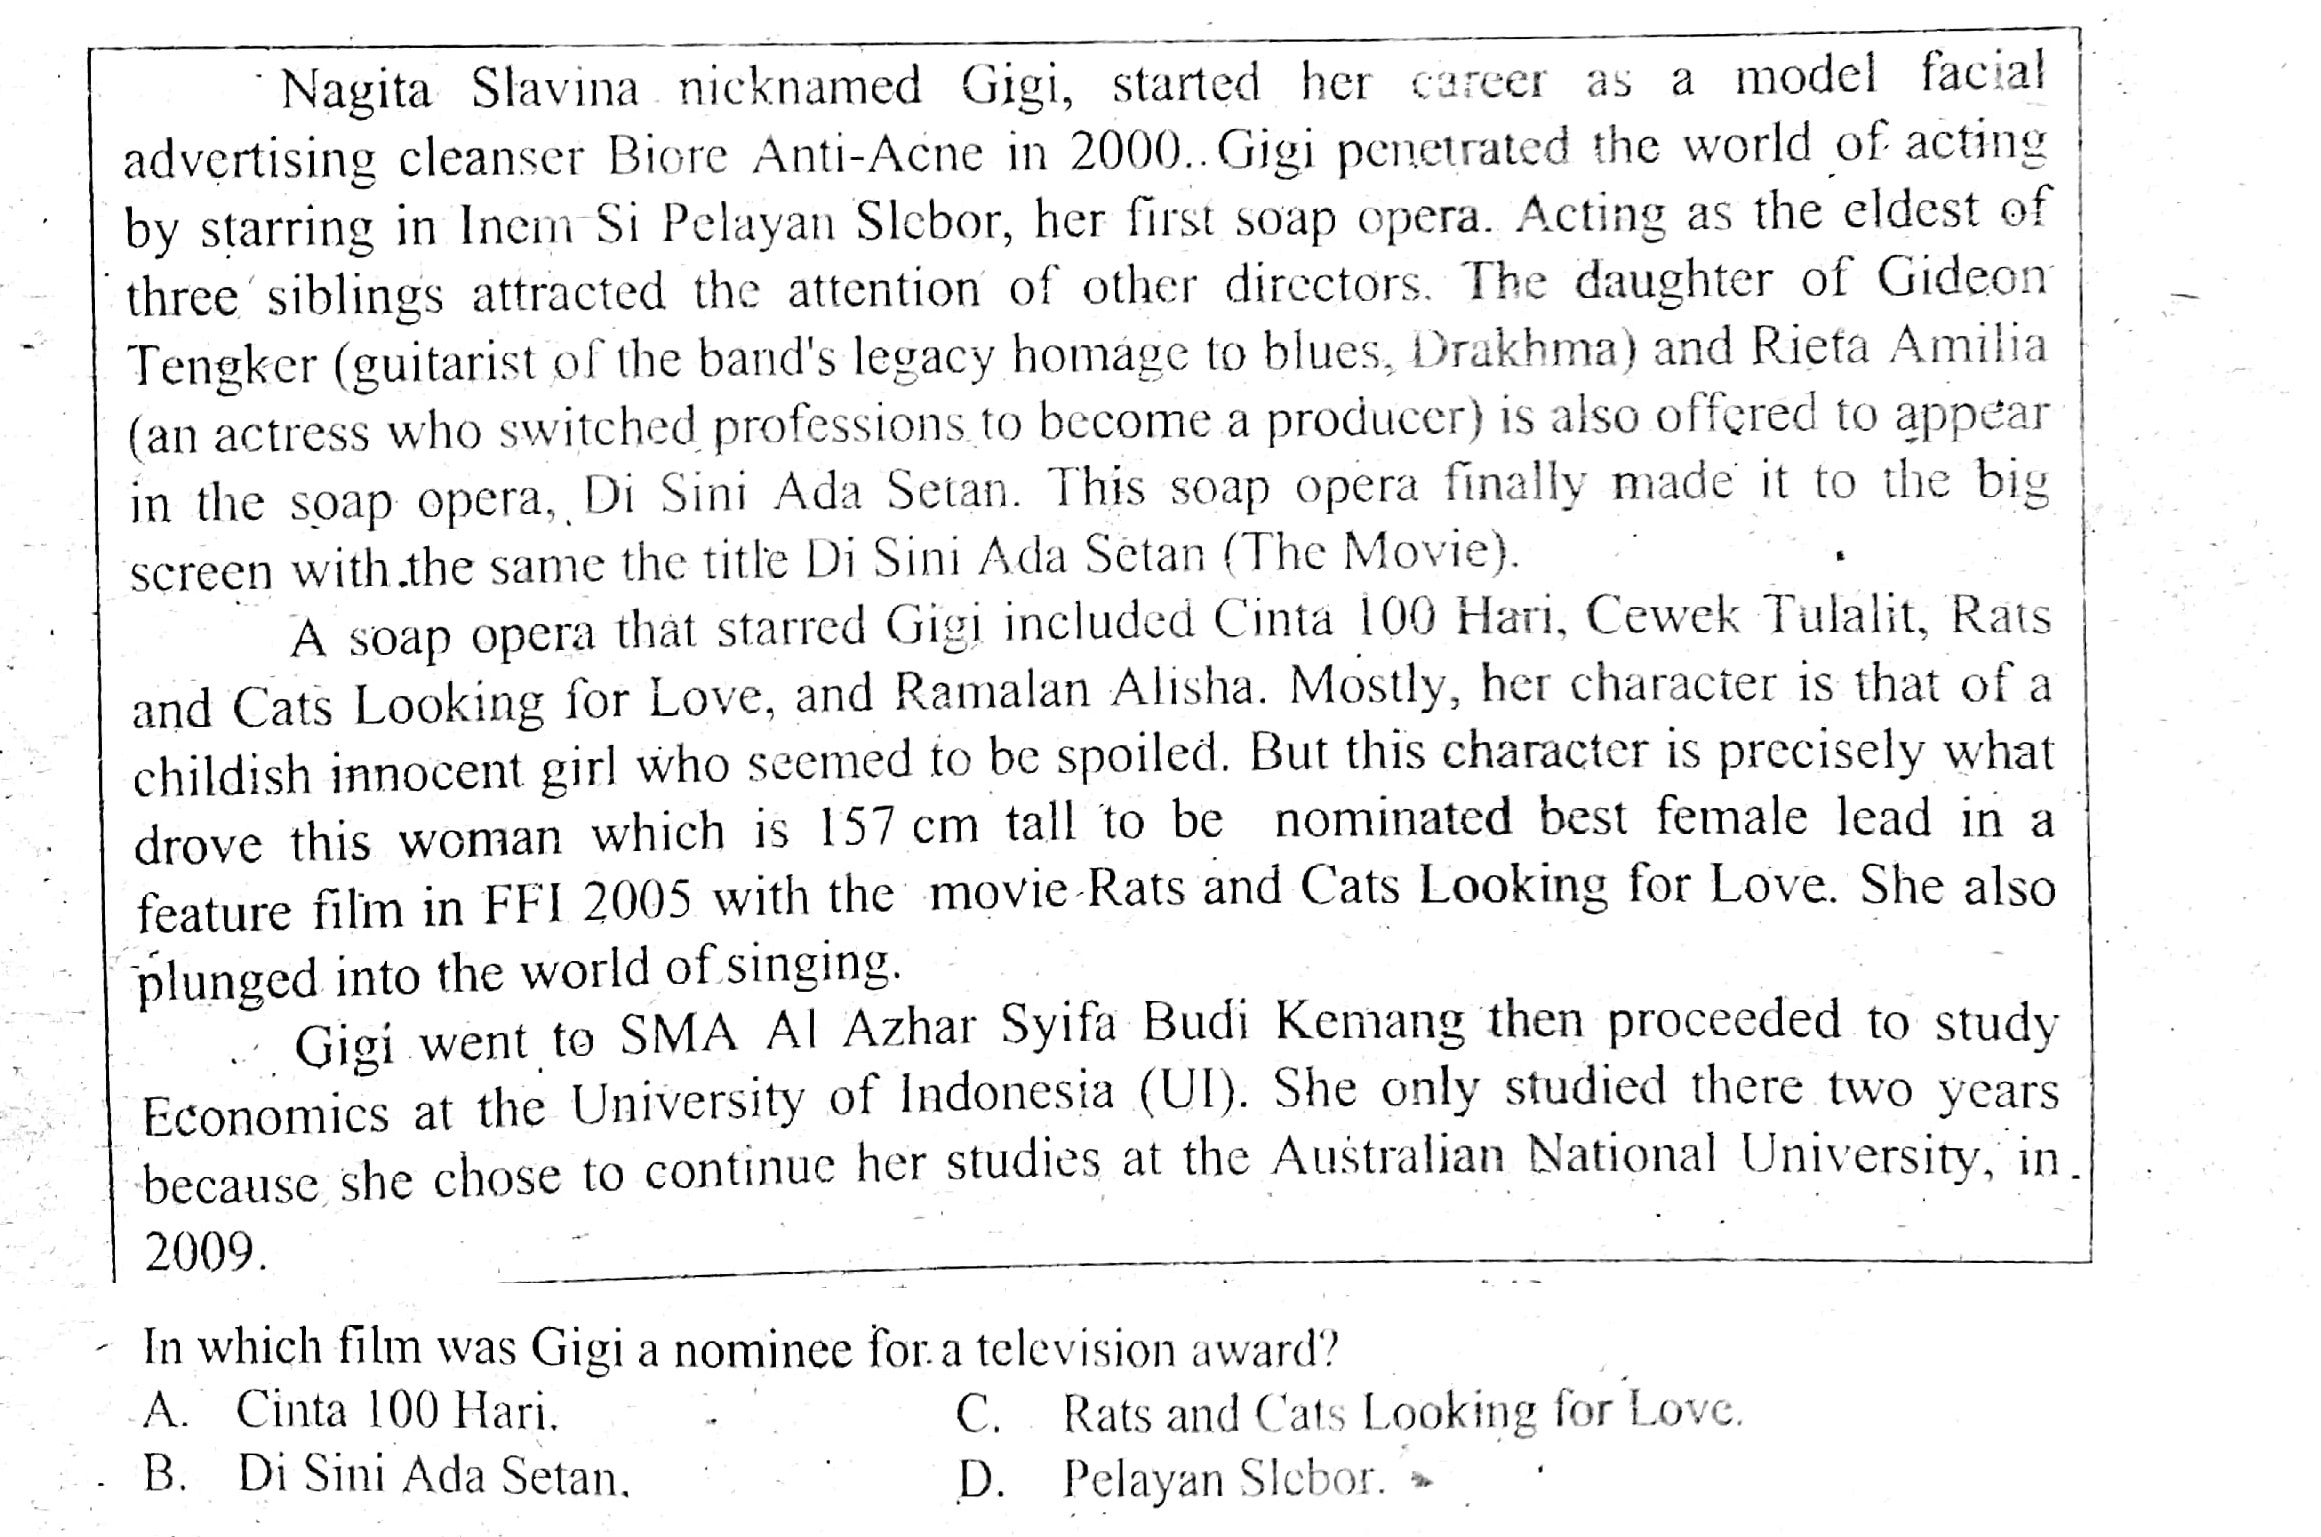 Nagita Slavina nicknamed Gigi, started her career as a model facial
advertising cleanser Biore Anti-Acne in 2000.. Gigi penetrated the world of acting
by starring in Inem Si Pelayan Slebor, her first soap opera. Acting as the eldest of
three siblings attracted the attention of other directors. The daughter of Gideon
Tengker (guitarist of the band's legacy homage to blues, Drakhma) and Rieta Amilia
(an actress who switched professions to become a producer) is also offered to appear
in the soap opera, Di Sini Ada Setan. This soap opera finally made it to the big
screen with the same the title Di Sini Ada Setan (The Movie).
A soap opera that starred Gigi included Cinta 100 Hari, Cewek Tulalit, Rats
and Cats Looking for Love, and Ramalan Alisha. Mostly, her character is that of a
childish innocent girl who seemed to be spoiled. But this character is precisely what
drove this woman which is 157 cm tall to be nominated best female lead in a
feature film in FFI 2005 with the movie Rats and Cats Looking for Love. She also
plunged into the world of singing.
Gigi went to SMA Al Azhar Syifa Budi Kemang then proceeded to study
Economics at the University of Indonesia (UI). She only studied there two years
because she chose to continue her studies at the Australian National University, in
2009.
In which film was Gigi a nominee for a television award?
A. Cinta 100 Hari. C. Rats and Cats Looking for Love.
B. Di Sini Ada Setan. D. Pelayan Slebor.